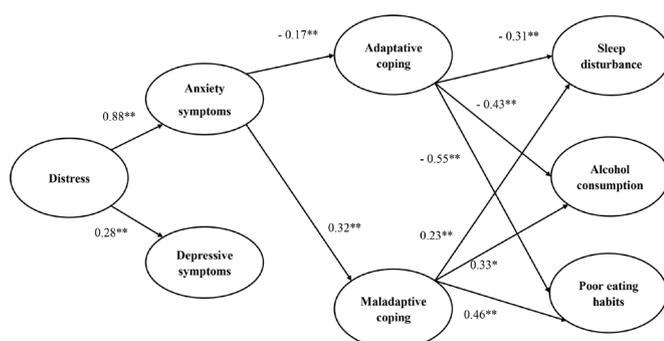 - 0.17**
Adaptative
coping
- 0.31**
Sleep
disturbance
Anxiety
symptoms
0.88**
- 0.43**
- 0.55**
Alcohol
consumption
Distress
0.28**
Depressive
symptoms
0.32**
0.23**
0.33*
Maladaptive
coping
0.46**
Poor eating
habits